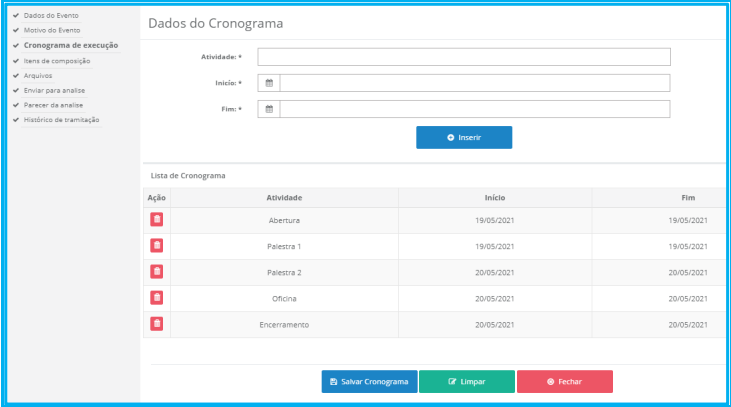 Dados do Evento
Motivo do Evento
Cronograma de execução
Itens de composição
Arquivos
Enviar para analise
Parecer da analise
Histórico de tramitação
Dados do Cronograma
Atividade: *
Início: *
Fim: *
Inserir
Lista de Cronograma
Ação Atividade Início Fim
Abertura 19/05/2021 19/05/2021
Palestra 1 19/05/2021 19/05/2021
Palestra 2 20/05/2021 20/05/2021
Oficina 20/05/2021 20/05/2021
Encerramento 20/05/2021 20/05/2021
Salvar Cronograma Limpar Fechar